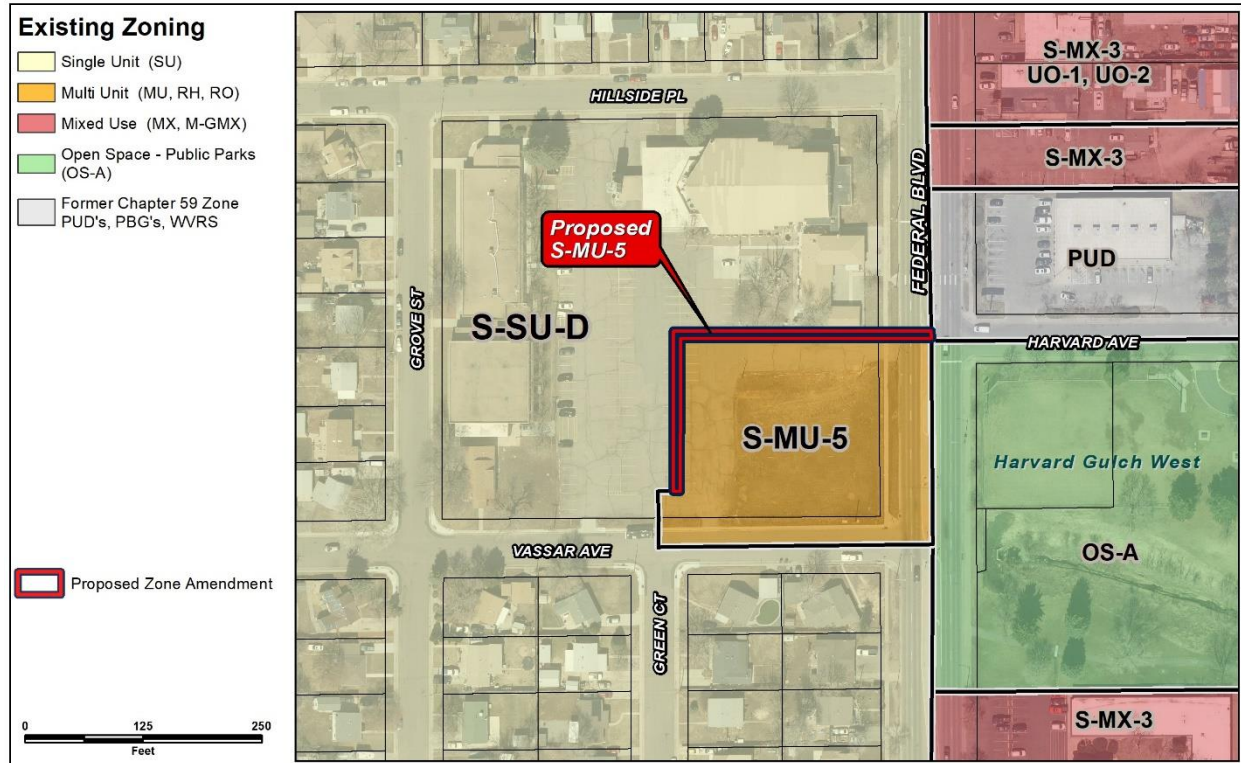 Existing Zoning
Single Unit (SU)
Multi Unit (MU, RH, RO)
Mixed Use (MX, M-GMX)
Open Space - Public Parks
(OS-A)
Former Chapter 59 Zone
PUD's, PBG's, WVRS
Proposed Zone Amendment
0 125 250
Feet
HILLSIDE PL
S-MX-3
UO-1, UO-2
S-MX-3
FEDERAL BLVD
Proposed
S-MU-5
PUD
GROVE ST
S-SU-D
HARVARD AVE
S-MU-5
Harvard Gulch West
VASSAR AVE
OS-A
GREEN CT
S-MX-3